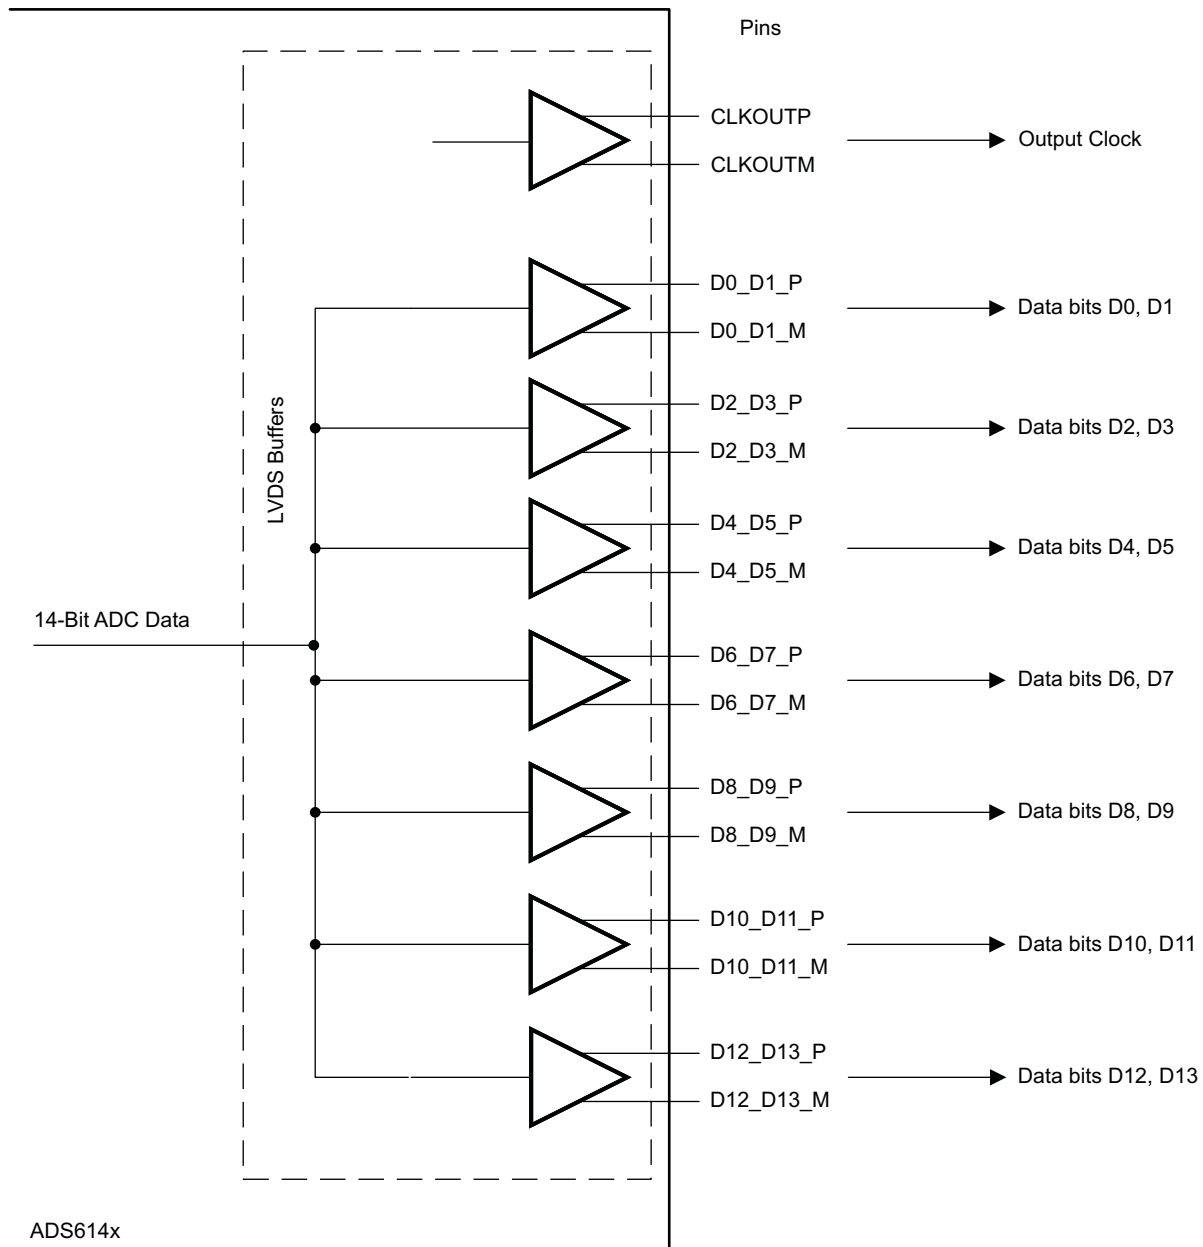 Pins
CLKOUTP
Output Clock
CLKOUTM
D0_D1_P
Data bits D0, D1
D0_D1_M
D2_D3_P
Data bits D2, D3
D2_D3_M
LVDS Buffers
D4_D5_P
Data bits D4, D5
D4_D5_M
14-Bit ADC Data
D6_D7_P
Data bits D6, D7
D6_D7_M
D8_D9_P
Data bits D8, D9
D8_D9_M
D10_D11_P
Data bits D10, D11
D10_D11_M
D12_D13_P
Data bits D12, D13
D12_D13_M
ADS614x